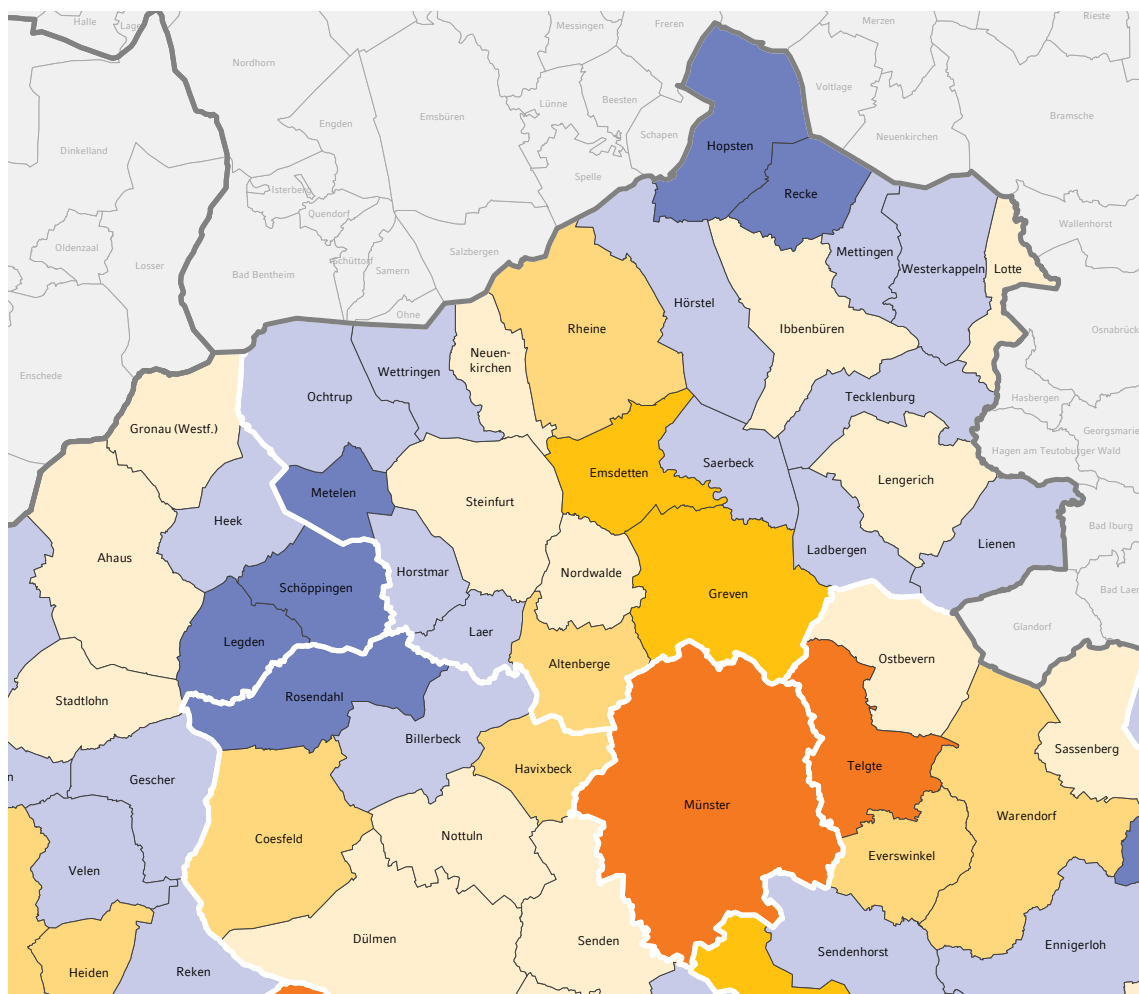 Halle
Lage
Messingen
Freren
Merzen
Rieste
Nordhorn
Engden
Emsbüren
Lünne
Beesten
Voltlage
Bramsche
Schapen
Neuenkirchen
Dinkelland
Spelle
Hopsten
Isterberg
Quendorf
Recke
Wallenhorst
Oldenzaal
Losser
Bad Bentheim
Schüttorf
Samern
Salzbergen
Mettingen
Westerkappeln
Lotte
Ohne
Hörstel
Rheine
Ibbenbüren
Osnabrück
Enschede
Neuen-
kirchen
Wettringen
Ochtrup
Tecklenburg
Hasbergen
Gronau (Westf.)
Georgsmarie
Hagen am Teutoburger Wald
Saerbeck
Emsdetten
Lengerich
Metelen
Steinfurt
Heek
Bad Iburg
Lienen
Ladbergen
Ahaus
Horstmar
Nordwalde
Schöppingen
Greven
Bad Laer
Glandorf
Legden
Laer
Ostbevern
Altenberge
Stadtlohn
Rosendahl
Billerbeck
Sassenberg
Havixbeck
Telgte
n
Gescher
Münster
Warendorf
Coesfeld
Nottuln
Everswinkel
Velen
Dülmen
Senden
Sendenhorst
Ennigerloh
Heiden
Reken